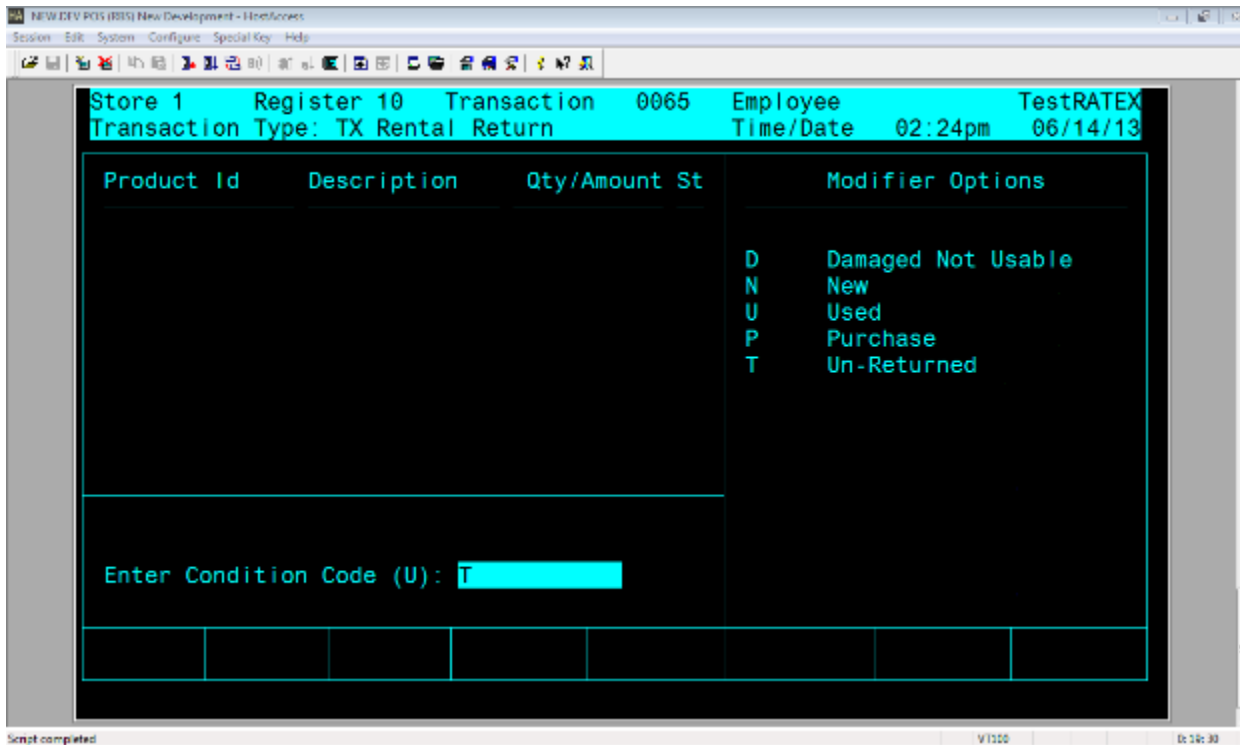 NEW.DEV POS (RBS) New Development - HostAccess
Session Edit System Configure Special Key Help
Store 1 Register 10 Transaction 0065 Employee TestRATEX
Transaction Type: TX Rental Return Time/Date 02:24pm 06/14/13
Product Id Description Qty/Amount St Modifier Options
D Damaged Not Usable
N New
U Used
P Purchase
T Un-Returned
Enter Condition Code (U): T
Script completed VT100